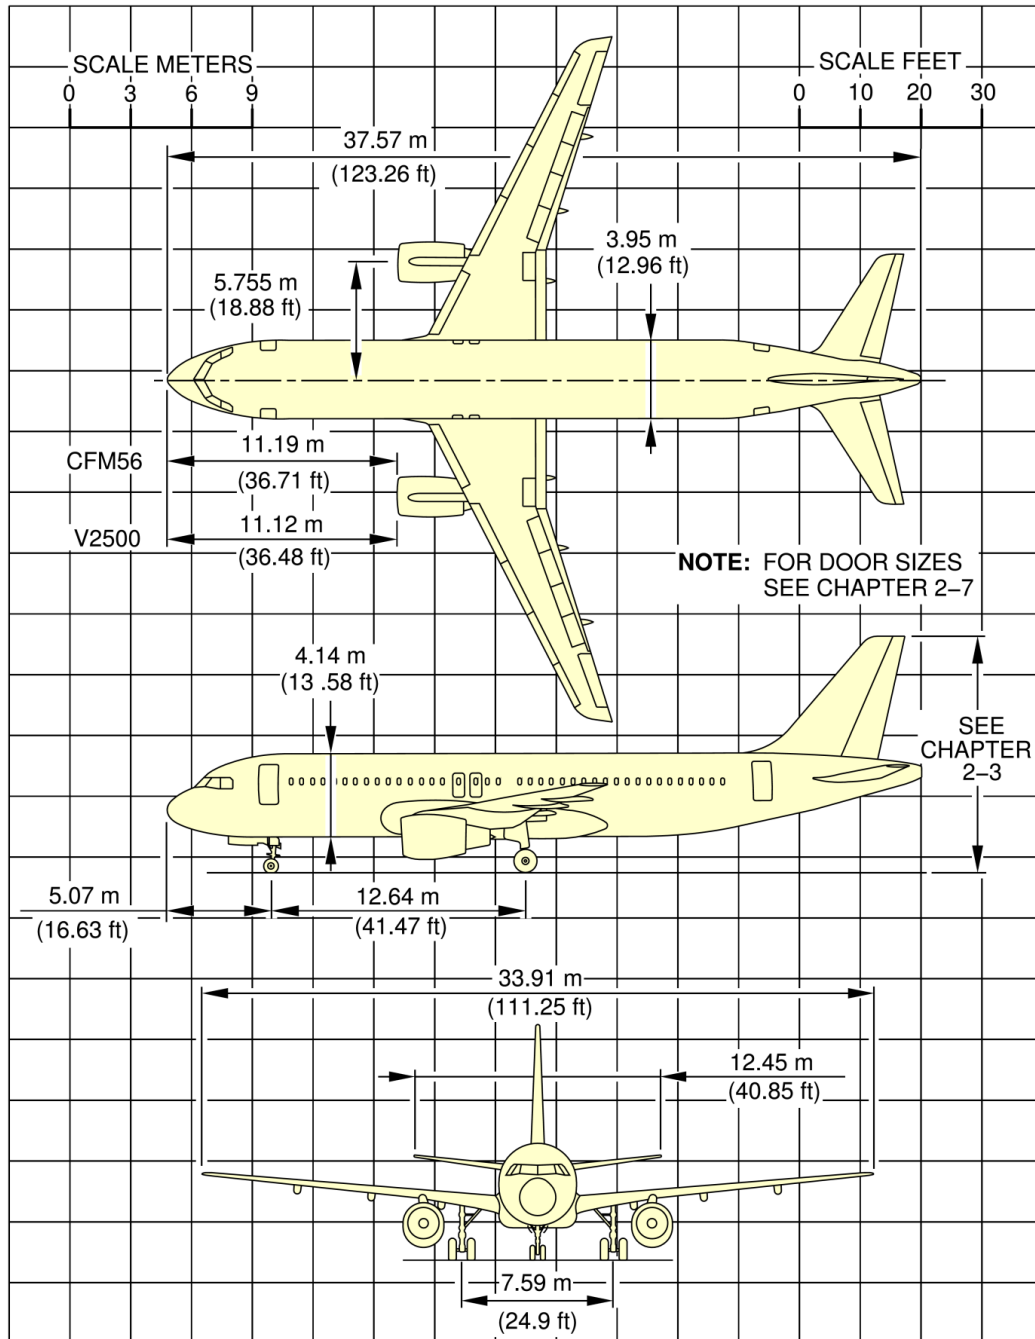 SCALE METERS
0 3 6 9
SCALE FEET
0 10 20 30
37.57 m
(123.26 ft)
3.95 m
(12.96 ft)
5.755 m
(18.88 ft)
CFM56
11.19 m
(36.71 ft)
V2500
11.12 m
(36.48 ft)
NOTE: FOR DOOR SIZES
SEE CHAPTER 2–7
4.14 m
(13 .58 ft)
SEE
CHAPTER
2–3
5.07 m
(16.63 ft)
12.64 m
(41.47 ft)
33.91 m
(111.25 ft)
12.45 m
(40.85 ft)
7.59 m
(24.9 ft)